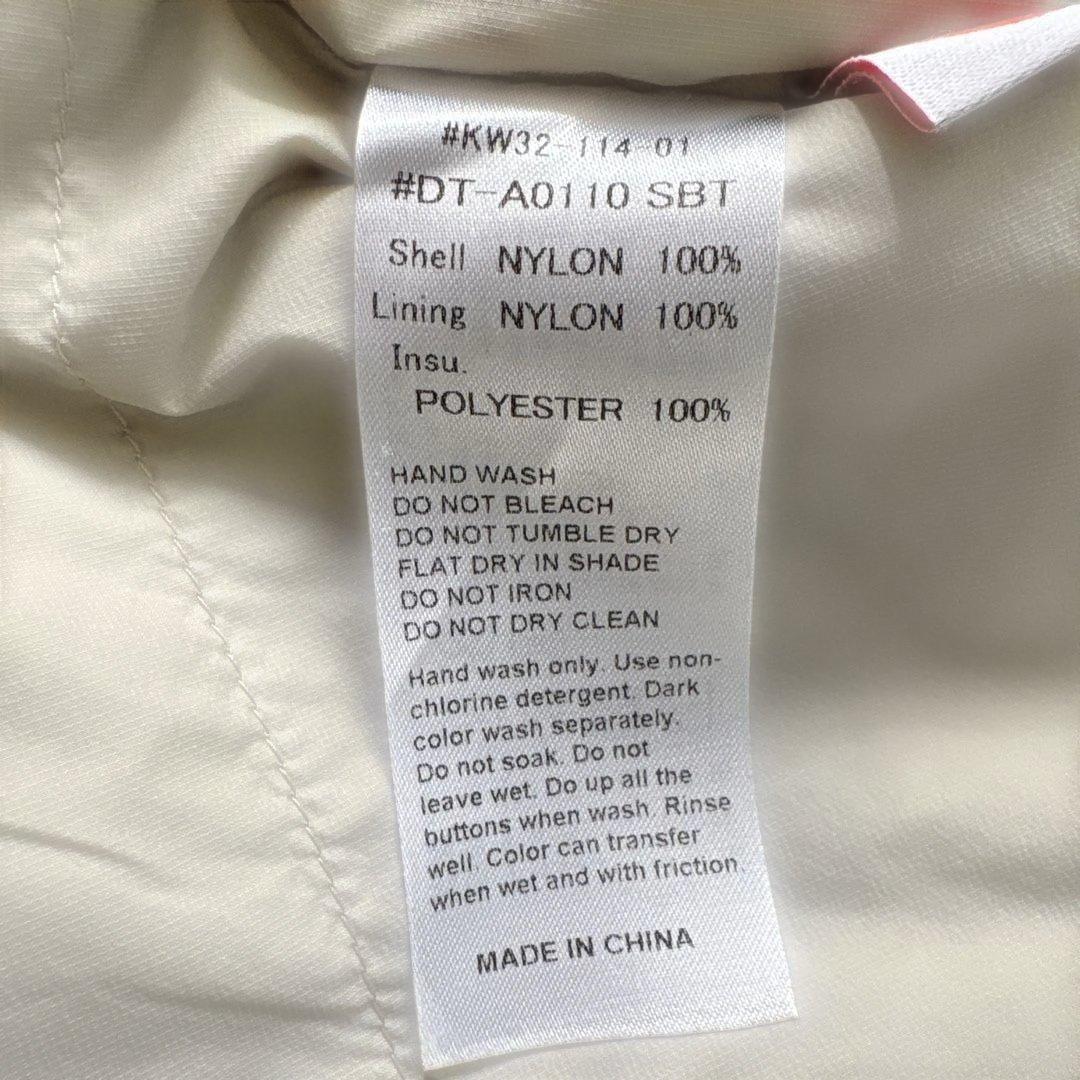 #KW32-114-01
#DT-A0110 SBT
Shell NYLON 100%
Lining NYLON 100%
Insu.
POLYESTER 100%
HAND WASH
DO NOT BLEACH
DO NOT TUMBLE DRY
FLAT DRY IN SHADE
DO NOT IRON
DO NOT DRY CLEAN
Hand wash only. Use non-
chlorine detergent. Dark
color wash separately.
Do not soak. Do not
leave wet. Do up all the
buttons when wash. Rinse
well. Color can transfer
when wet and with friction.
MADE IN CHINA